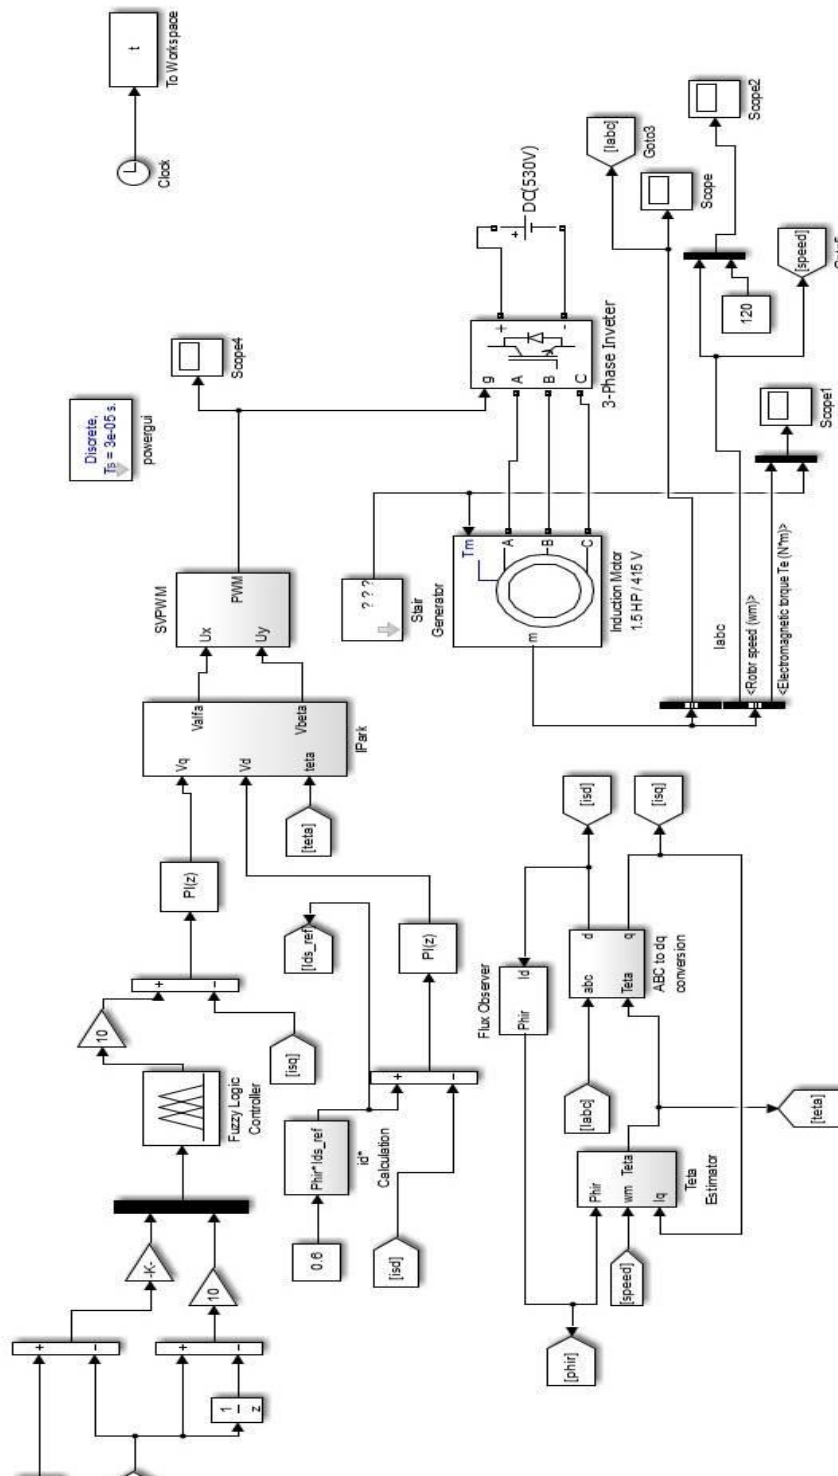 t
To Workspace
Clock
Discrete,
Ts = 3e-05 s.
powergui
Scope4
SVPWM
PWM
Ux
Uy
Valfa
Vbeta
Vq
Vd
teta
IPark
[teta]
PI(z)
+
-
10
[isq]
Fuzzy Logic
Controller
-K-
10
+
-
+
-
1
z
[Ids_ref]
PI(z)
+
-
Phir*Ids_ref
id*
Calculation
0.6
[isd]
? ? ?
Stair
Generator
Tm
A
B
C
m
Induction Motor
1.5 HP / 415 V
g
A
B
C
+
-
3-Phase Inveter
+
DC(530V)
[Iabc]
Goto3
Scope
Scope2
120
[speed]
Scope1
Iabc
<Rotor speed (wm)>
<Electromagnetic torque Te (N*m)>
[isd]
[isq]
Flux Observer
Phir
Id
abc
Teta
d
q
ABC to dq
conversion
[Iabc]
Phir
wm
Iq
Teta
Teta
Estimator
[speed]
[phir]
[teta]